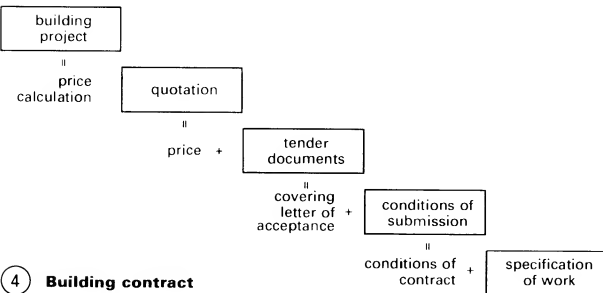 building
project
=
price
calculation
quotation
=
price +
tender
documents
=
covering
letter of +
acceptance
conditions of
submission
=
conditions of +
contract
specification
of work
4 Building contract